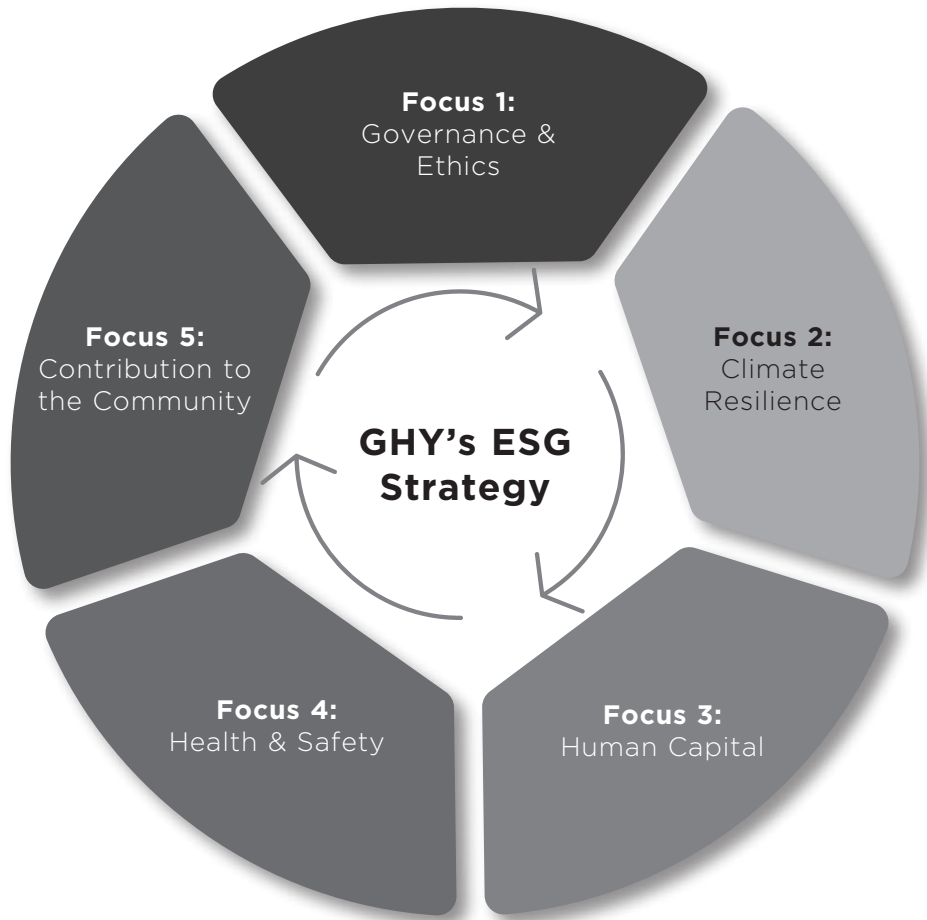 Focus 1:
Governance &
Ethics
Focus 2:
Climate
Resilience
Focus 3:
Human Capital
Focus 4:
Health & Safety
Focus 5:
Contribution to
the Community
GHY’s ESG
Strategy